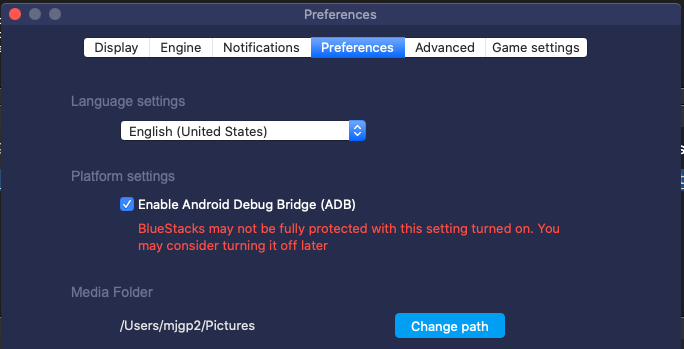 Preferences
Display Engine Notifications Preferences Advanced Game settings
Language settings
English (United States)
Platform settings
Enable Android Debug Bridge (ADB)
BlueStacks may not be fully protected with this setting turned on. You
may consider turning it off later
Media Folder
/Users/mjgp2/Pictures Change path